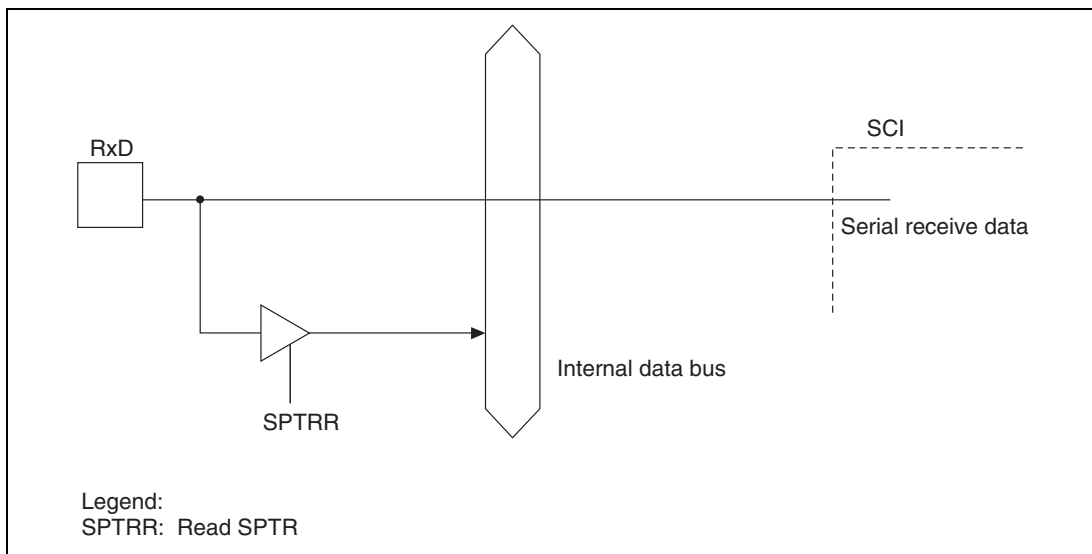 SCI
RxD
Serial receive data
Internal data bus
SPTRR
Legend:
SPTRR: Read SPTR